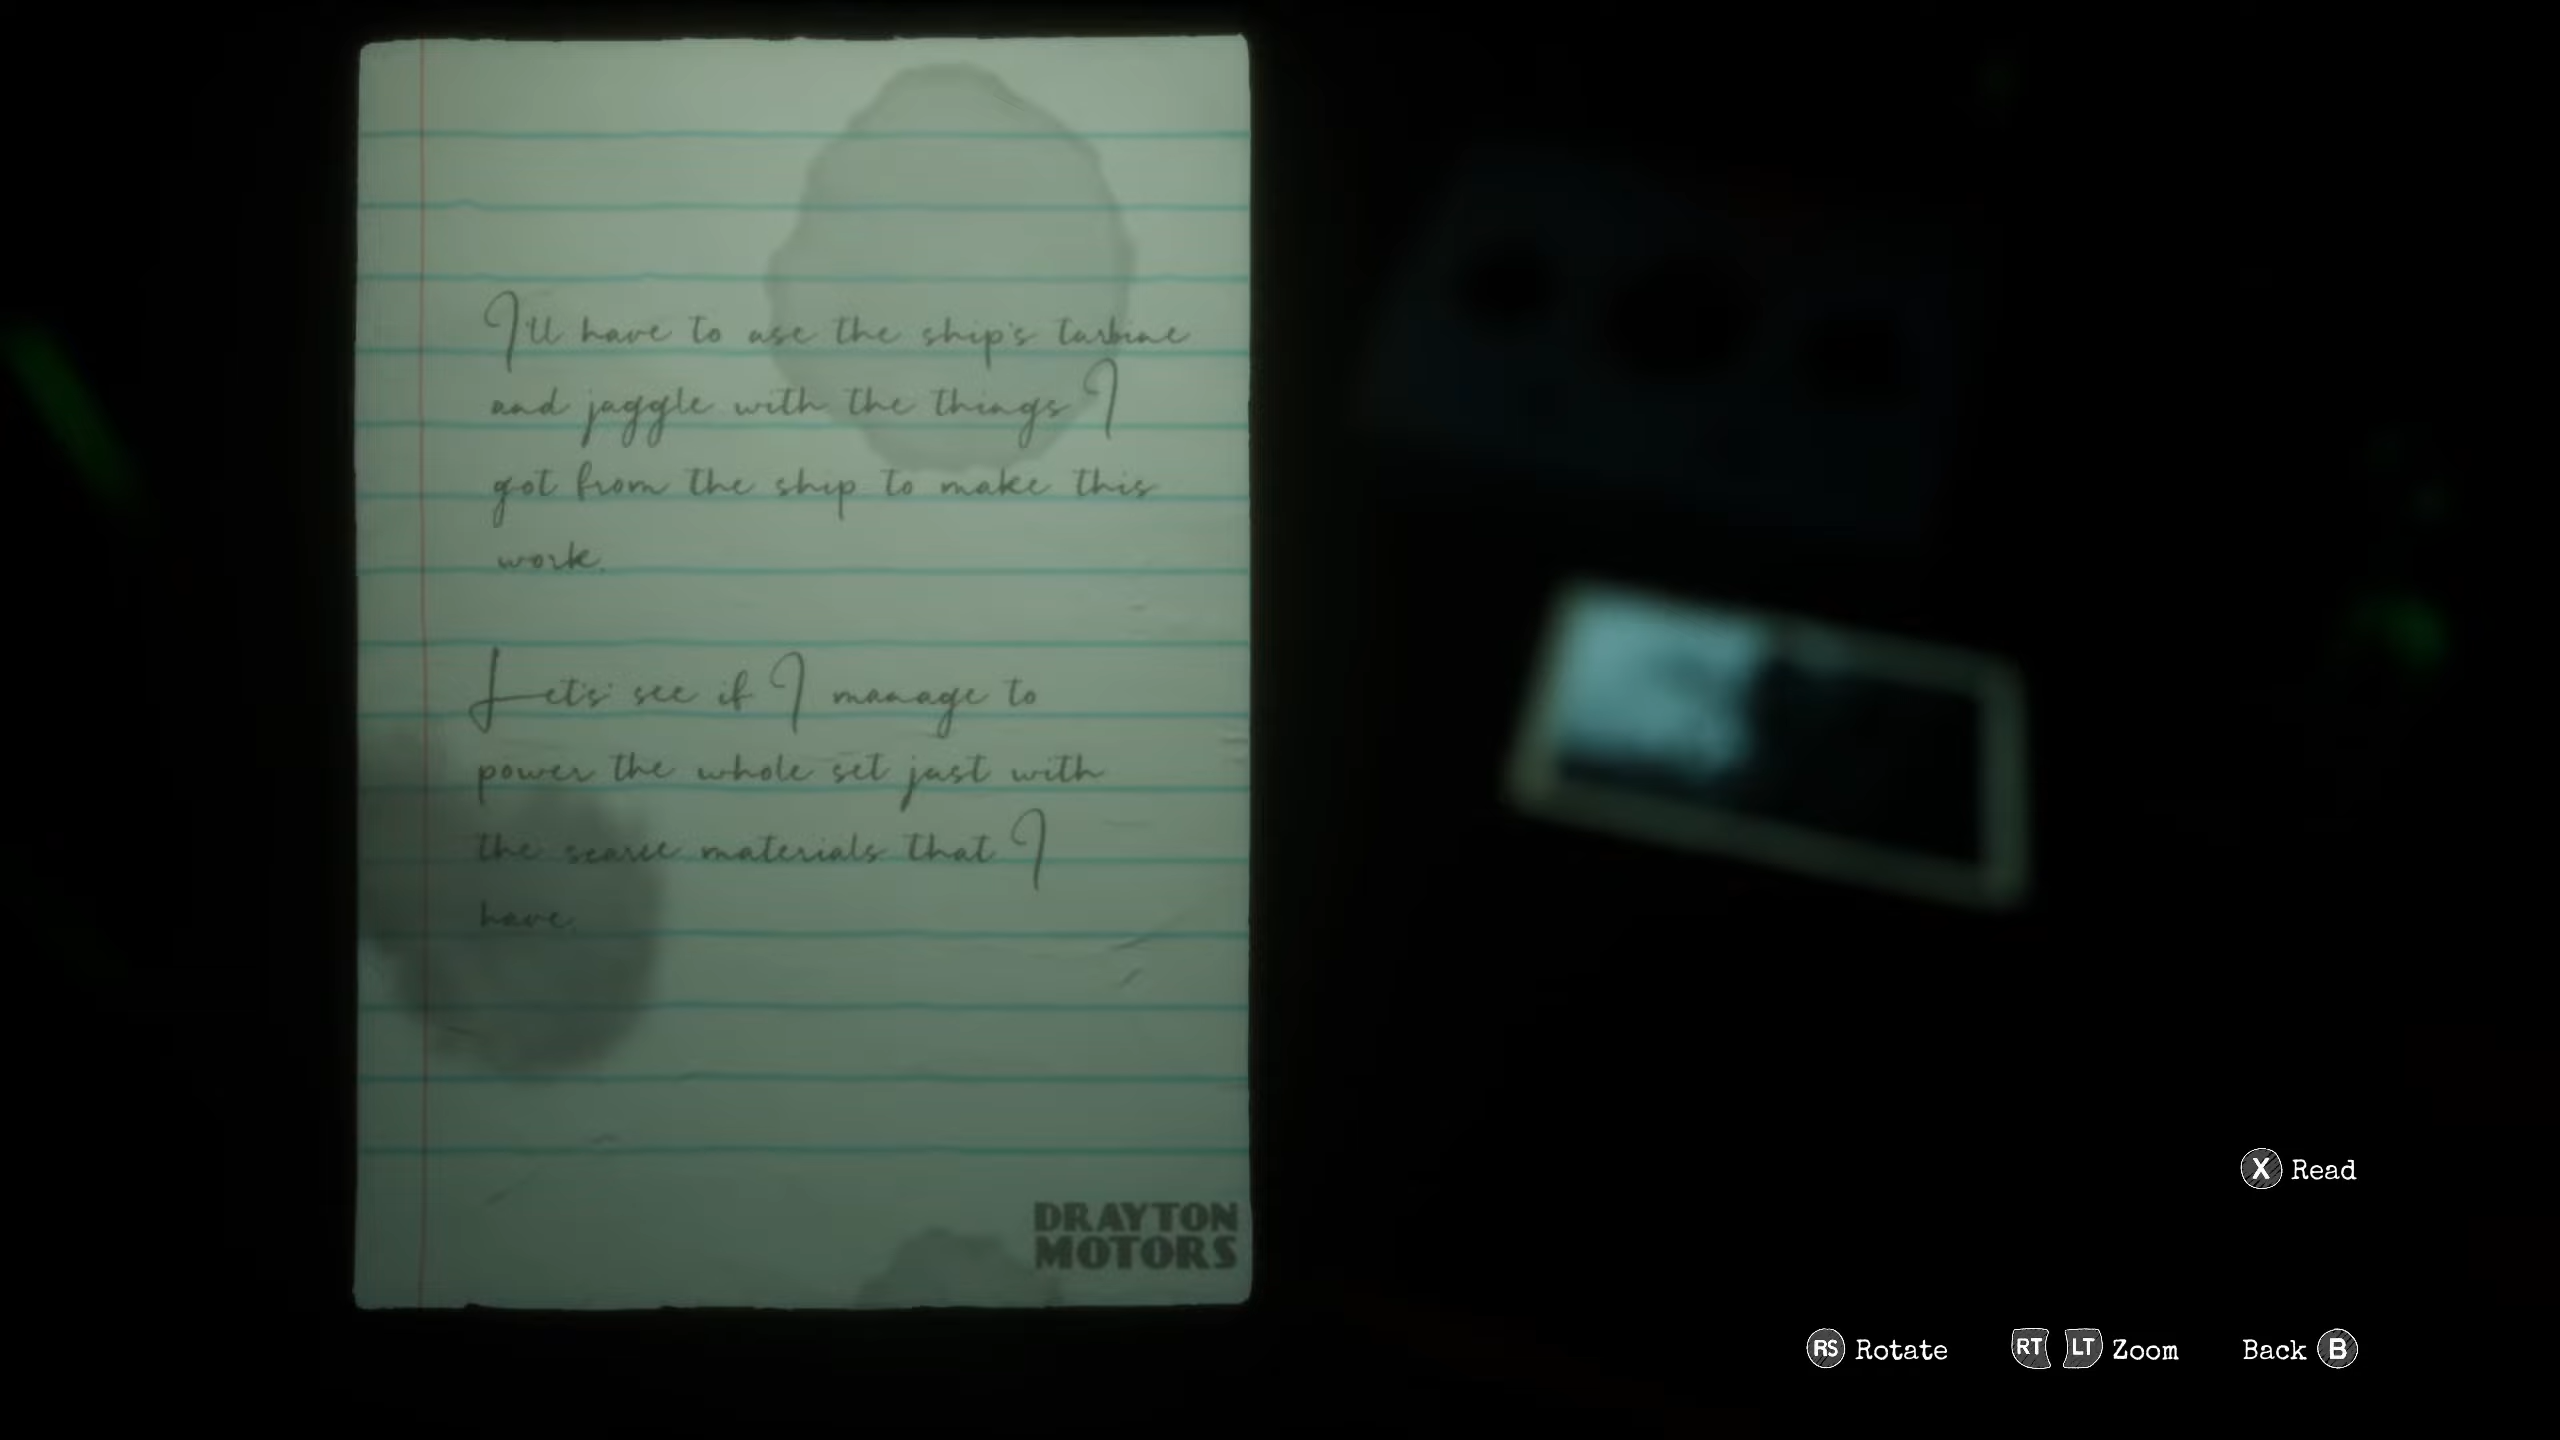 I'll have to use the ship's turbine
and juggle with the things I
got from the ship to make this
work.
Let's see if I manage to
power the whole set just with
the scarce materials that I
have.
DRAYTON
MOTORS
X Read
RS Rotate RT LT Zoom Back B